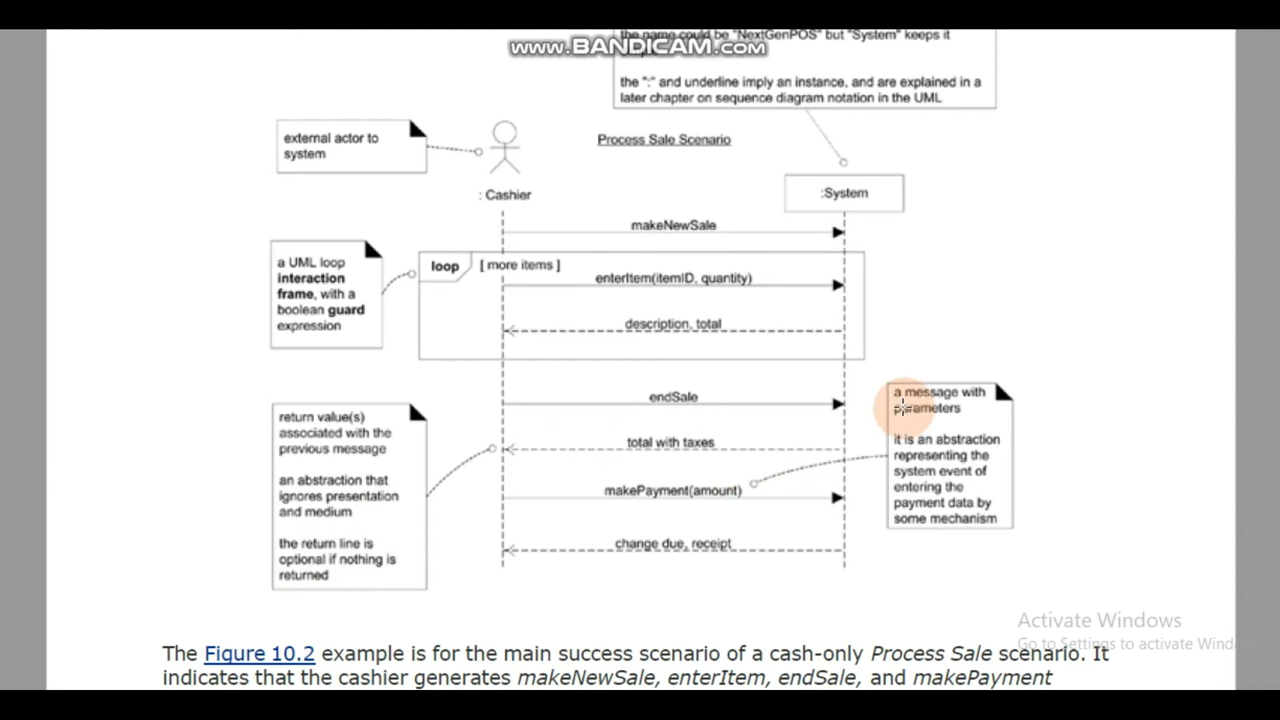 the name could be "NextGenPOS" but "System" keeps it
www.BANDICAM.com
the ":" and underline imply an instance, and are explained in a
later chapter on sequence diagram notation in the UML
external actor to
system
Process Sale Scenario
: Cashier
:System
makeNewSale
a UML loop
interaction
frame, with a
boolean guard
expression
loop
[ more items ]
enterItem(itemID, quantity)
description, total
endSale
a message with
parameters
it is an abstraction
representing the
system event of
entering the
payment data by
some mechanism
return value(s)
associated with the
previous message
an abstraction that
ignores presentation
and medium
the return line is
optional if nothing is
returned
total with taxes
makePayment(amount)
change due, receipt
Activate Windows
Go to Settings to activate Windows.
The Figure 10.2 example is for the main success scenario of a cash-only Process Sale scenario. It
indicates that the cashier generates makeNewSale, enterItem, endSale, and makePayment